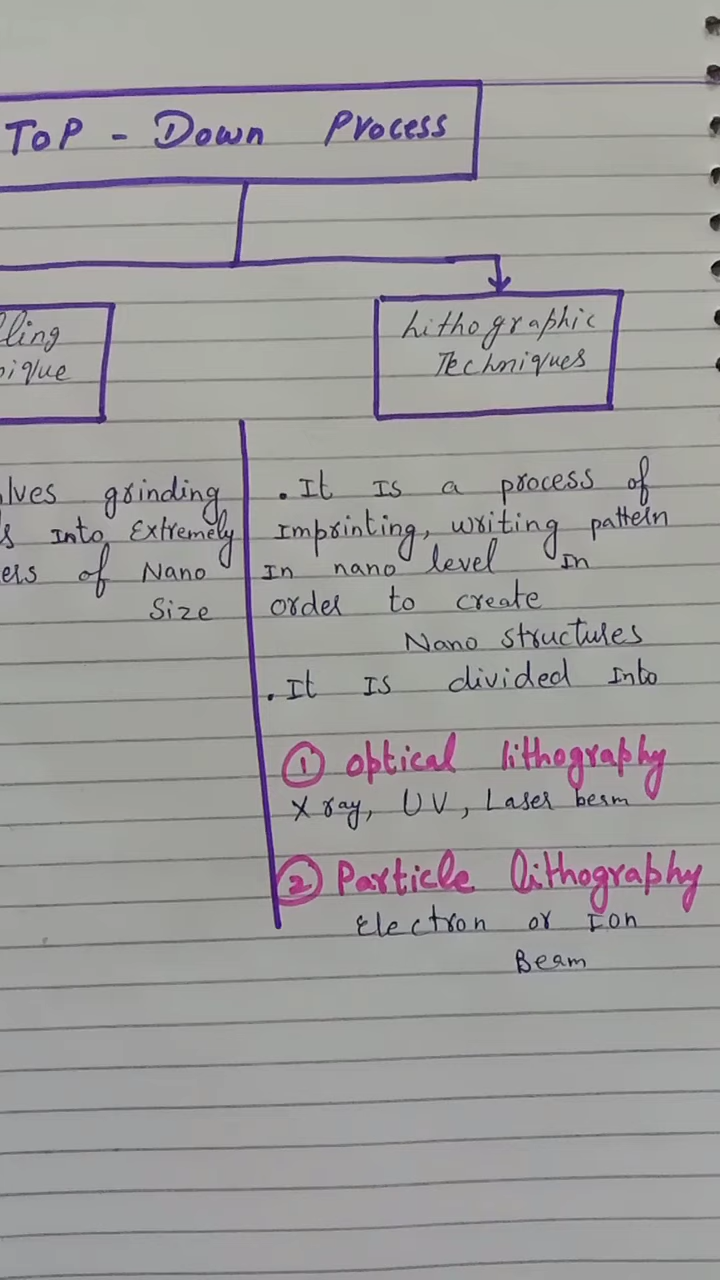 Top - Down Process
lling
ique
Lithographic
Techniques
lves grinding
s Into Extremely
ers of Nano
Size
. It Is a process of
Imprinting, writing pattern
In nano level In
order to create
Nano structures
. It Is divided Into
① optical lithography
X ray, UV, Laser beam
② Particle lithography
Electron or Ion
Beam